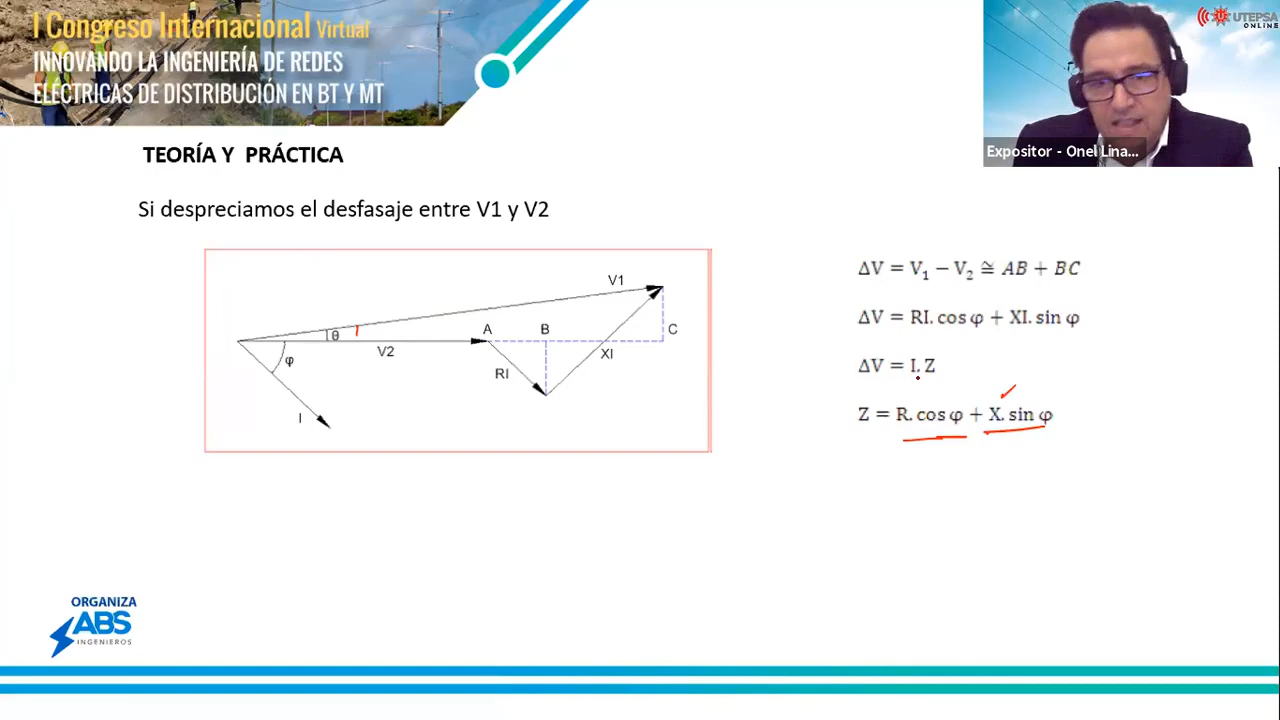 I Congreso Internacional Virtual
INNOVANDO LA INGENIERÍA DE REDES
ELÉCTRICAS DE DISTRIBUCIÓN EN BT Y MT
UTEPSA
ONLINE
Expositor - Onel Lina...
TEORÍA Y PRÁCTICA
Si despreciamos el desfasaje entre V1 y V2
V1
θ
A
B
C
V2
φ
XI
RI
I
ΔV = V₁ − V₂ ≅ AB + BC
ΔV = RI. cos φ + XI. sin φ
ΔV = I. Z
Z = R. cos φ + X. sin φ
ORGANIZA
ABS
INGENIEROS